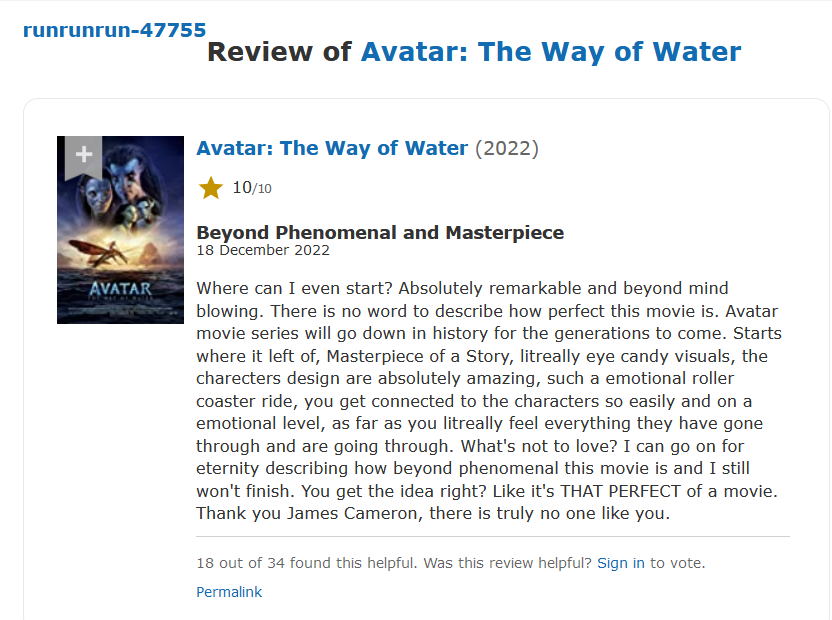 runrunrun-47755
Review of Avatar: The Way of Water
+
Avatar: The Way of Water (2022)
10/10
Beyond Phenomenal and Masterpiece
18 December 2022
AVATAR
THE WAY OF WATER
Where can I even start? Absolutely remarkable and beyond mind
blowing. There is no word to describe how perfect this movie is. Avatar
movie series will go down in history for the generations to come. Starts
where it left of, Masterpiece of a Story, litreally eye candy visuals, the
charecters design are absolutely amazing, such a emotional roller
coaster ride, you get connected to the characters so easily and on a
emotional level, as far as you litreally feel everything they have gone
through and are going through. What's not to love? I can go on for
eternity describing how beyond phenomenal this movie is and I still
won't finish. You get the idea right? Like it's THAT PERFECT of a movie.
Thank you James Cameron, there is truly no one like you.
18 out of 34 found this helpful. Was this review helpful? Sign in to vote.
Permalink